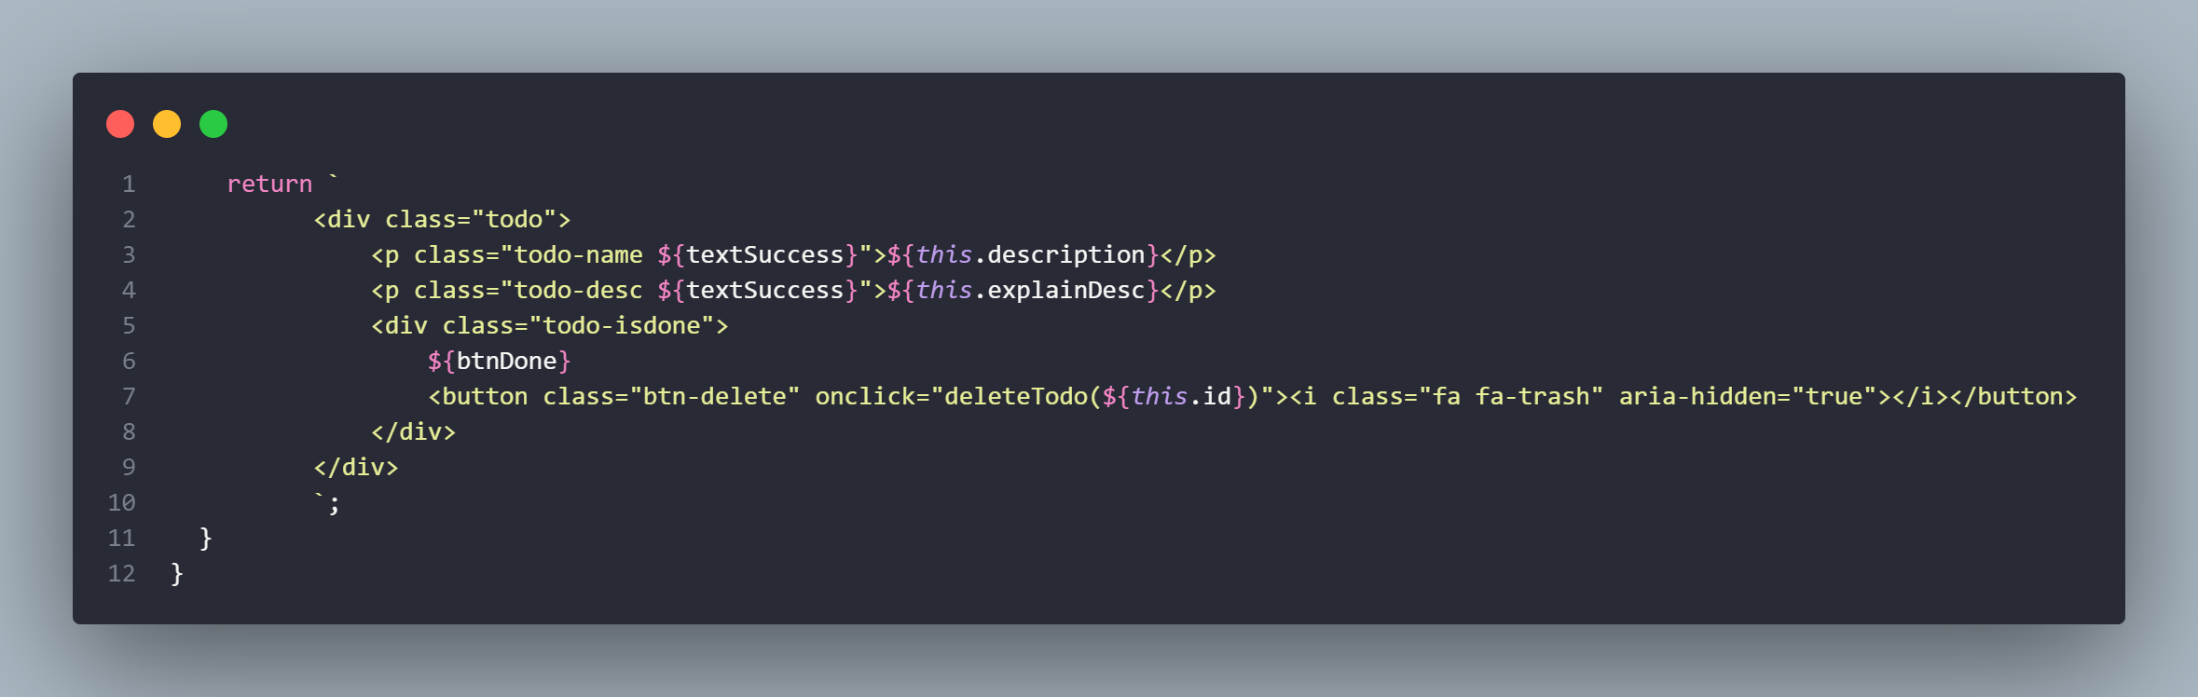 1 return `
2 <div class="todo">
3 <p class="todo-name ${textSuccess}">${this.description}</p>
4 <p class="todo-desc ${textSuccess}">${this.explainDesc}</p>
5 <div class="todo-isdone">
6 ${btnDone}
7 <button class="btn-delete" onclick="deleteTodo(${this.id})"><i class="fa fa-trash" aria-hidden="true"></i></button>
8 </div>
9 </div>
10 `;
11 }
12 }